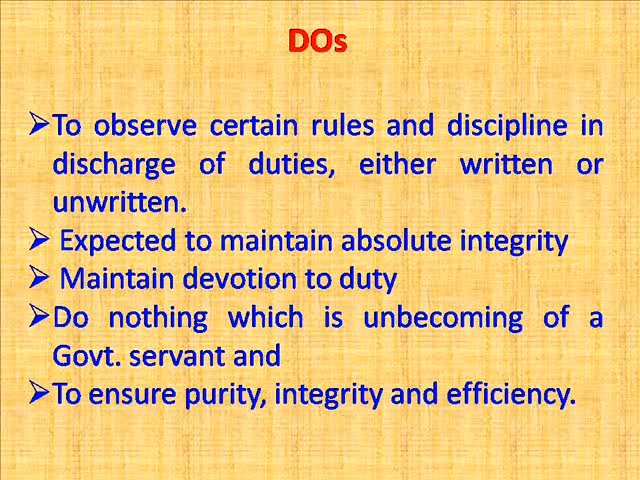 DOs
➢To observe certain rules and discipline in
discharge of duties, either written or
unwritten.
➢ Expected to maintain absolute integrity
➢ Maintain devotion to duty
➢Do nothing which is unbecoming of a
Govt. servant and
➢To ensure purity, integrity and efficiency.